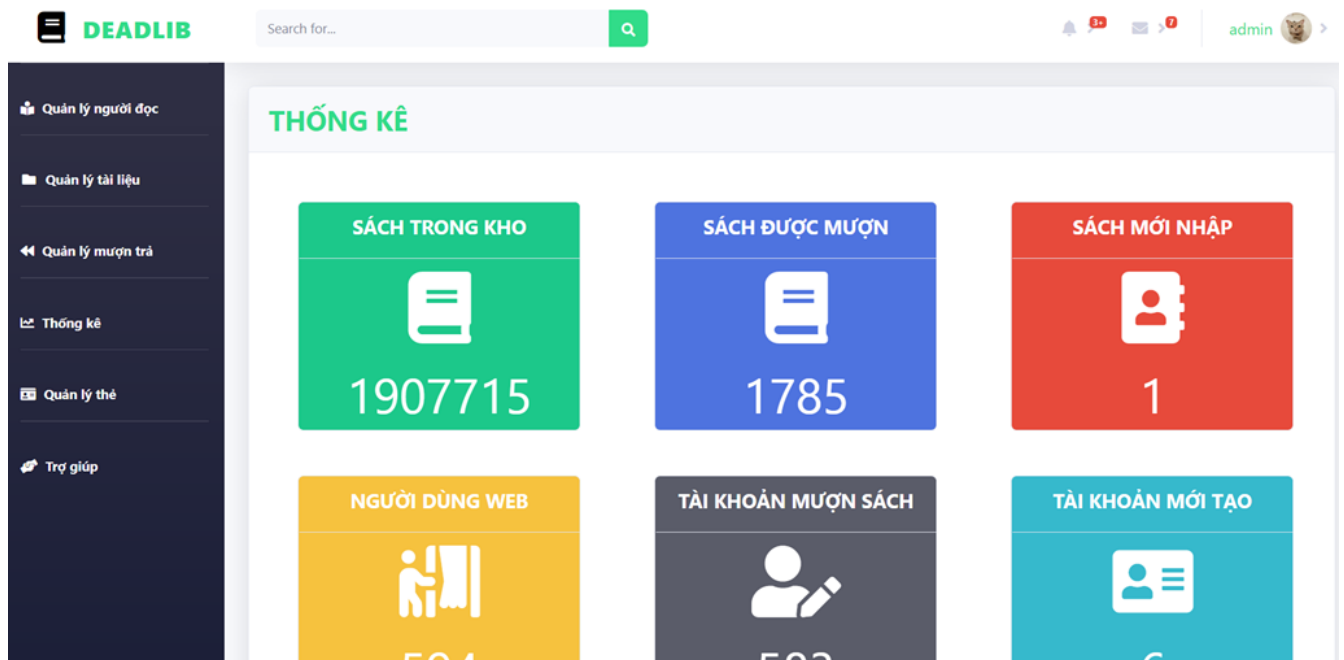 DEADLIB
Search for...
3+
7
admin
Quản lý người đọc
Quản lý tài liệu
Quản lý mượn trả
Thống kê
Quản lý thẻ
Trợ giúp
THỐNG KÊ
SÁCH TRONG KHO
1907715
SÁCH ĐƯỢC MƯỢN
1785
SÁCH MỚI NHẬP
1
NGƯỜI DÙNG WEB
TÀI KHOẢN MƯỢN SÁCH
TÀI KHOẢN MỚI TẠO